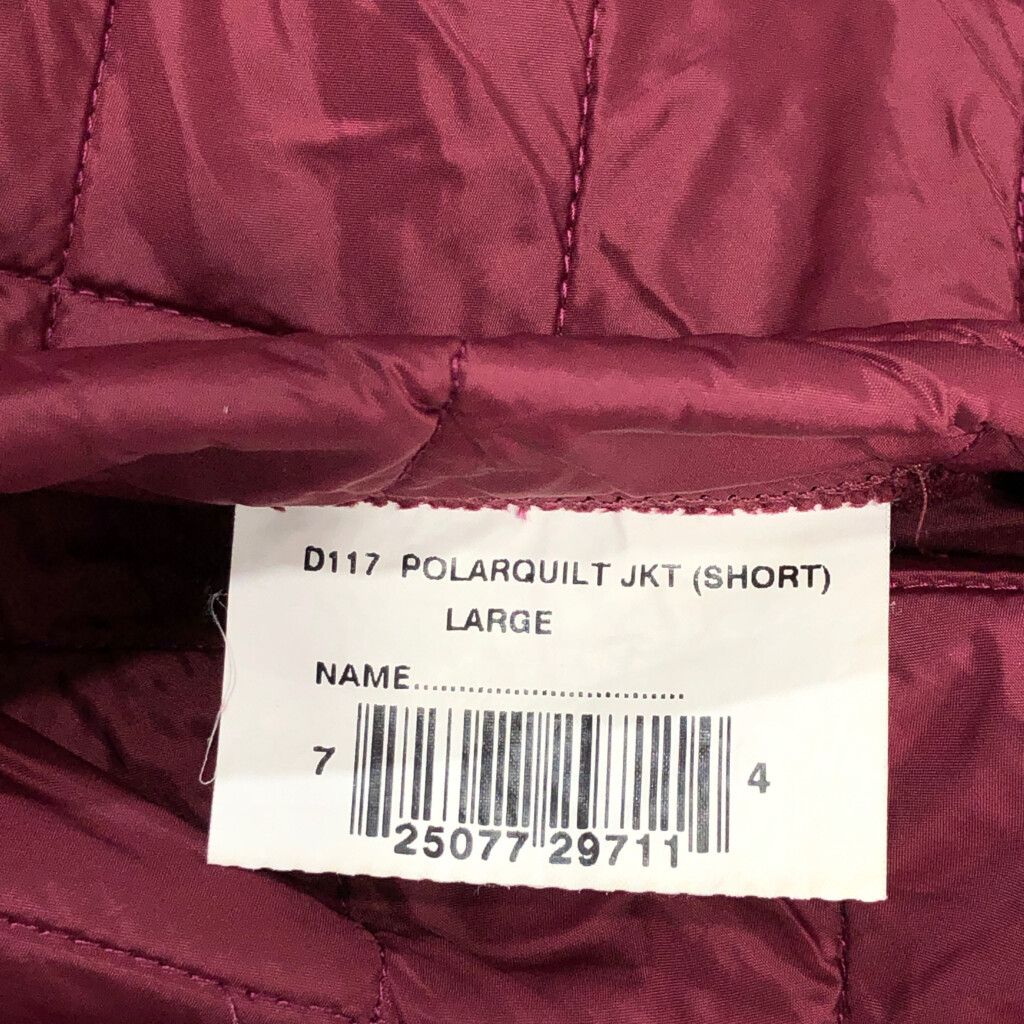 D117 POLARQUILT JKT (SHORT)
LARGE
NAME..............................
7 25077 29711 4